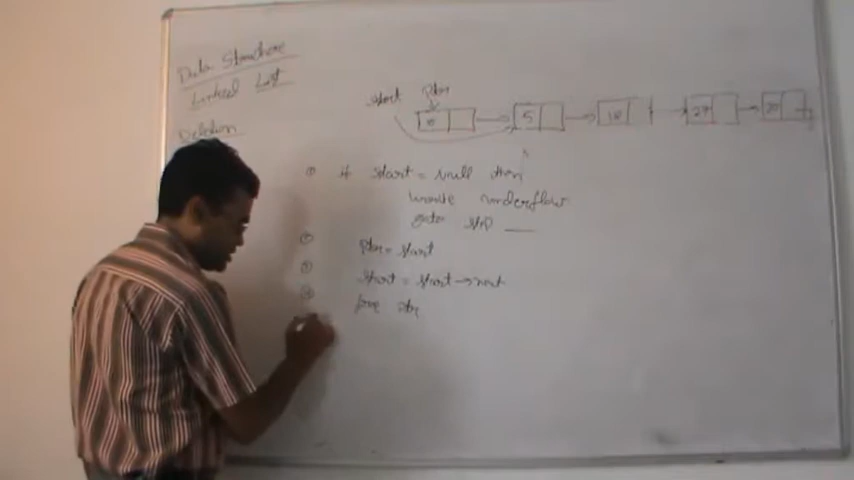 Data Structure
Linked List
Deletion
start ptr
5 18 27 20
① if start = Null then
write underflow
goto step
② Ptr = start
③ start = start → next
④ free ptr